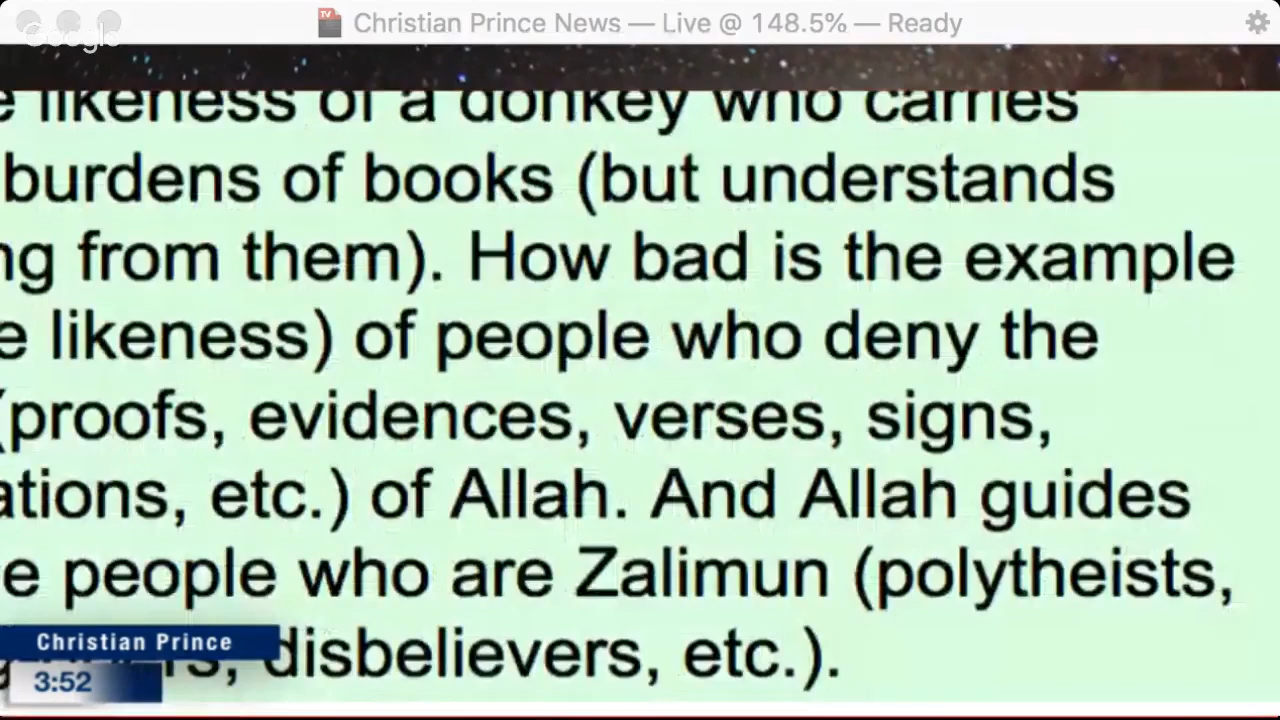 Christian Prince News — Live @ 148.5% — Ready
Google
e likeness of a donkey who carries
burdens of books (but understands
ng from them). How bad is the example
e likeness) of people who deny the
(proofs, evidences, verses, signs,
ations, etc.) of Allah. And Allah guides
e people who are Zalimun (polytheists,
disbelievers, etc.).
Christian Prince
3:52